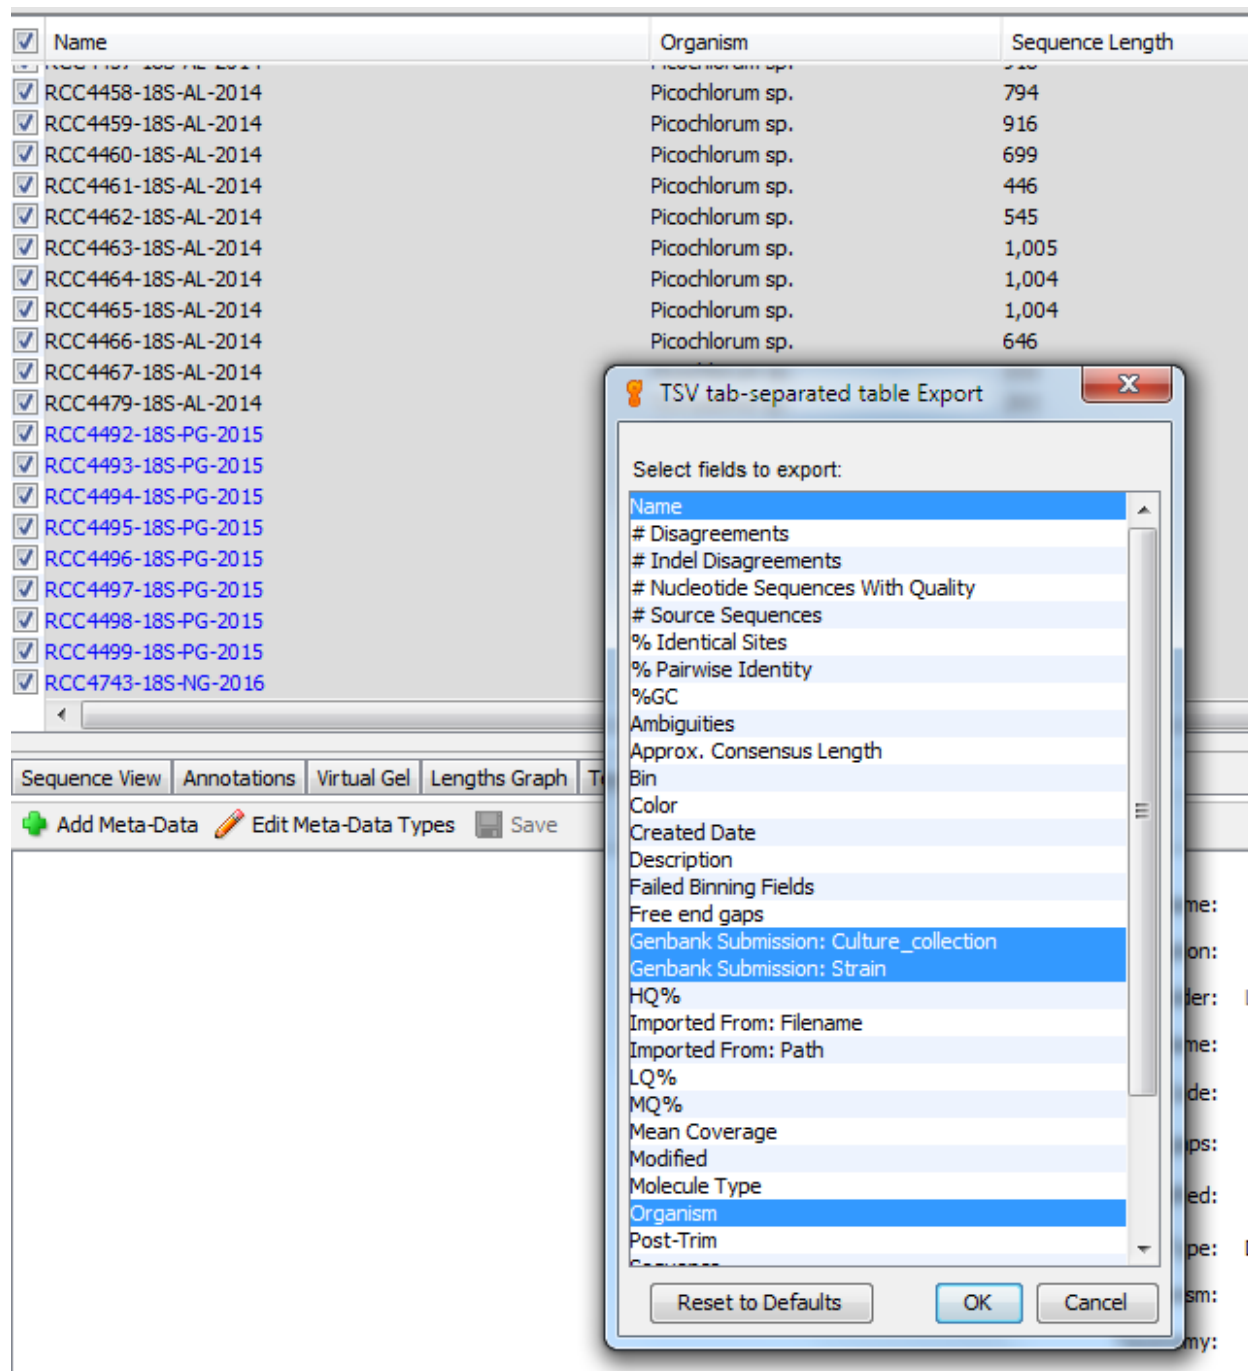 Name Organism Sequence Length
RCC4458-18S-AL-2014 Picochlorum sp. 794
RCC4459-18S-AL-2014 Picochlorum sp. 916
RCC4460-18S-AL-2014 Picochlorum sp. 699
RCC4461-18S-AL-2014 Picochlorum sp. 446
RCC4462-18S-AL-2014 Picochlorum sp. 545
RCC4463-18S-AL-2014 Picochlorum sp. 1,005
RCC4464-18S-AL-2014 Picochlorum sp. 1,004
RCC4465-18S-AL-2014 Picochlorum sp. 1,004
RCC4466-18S-AL-2014 Picochlorum sp. 646
RCC4467-18S-AL-2014
RCC4479-18S-AL-2014
RCC4492-18S-PG-2015
RCC4493-18S-PG-2015
RCC4494-18S-PG-2015
RCC4495-18S-PG-2015
RCC4496-18S-PG-2015
RCC4497-18S-PG-2015
RCC4498-18S-PG-2015
RCC4499-18S-PG-2015
RCC4743-18S-NG-2016
Sequence View Annotations Virtual Gel Lengths Graph
Add Meta-Data Edit Meta-Data Types Save
TSV tab-separated table Export
Select fields to export:
Name
# Disagreements
# Indel Disagreements
# Nucleotide Sequences With Quality
# Source Sequences
% Identical Sites
% Pairwise Identity
%GC
Ambiguities
Approx. Consensus Length
Bin
Color
Created Date
Description
Failed Binning Fields
Free end gaps
Genbank Submission: Culture_collection
Genbank Submission: Strain
HQ%
Imported From: Filename
Imported From: Path
LQ%
MQ%
Mean Coverage
Modified
Molecule Type
Organism
Post-Trim
Reset to Defaults OK Cancel